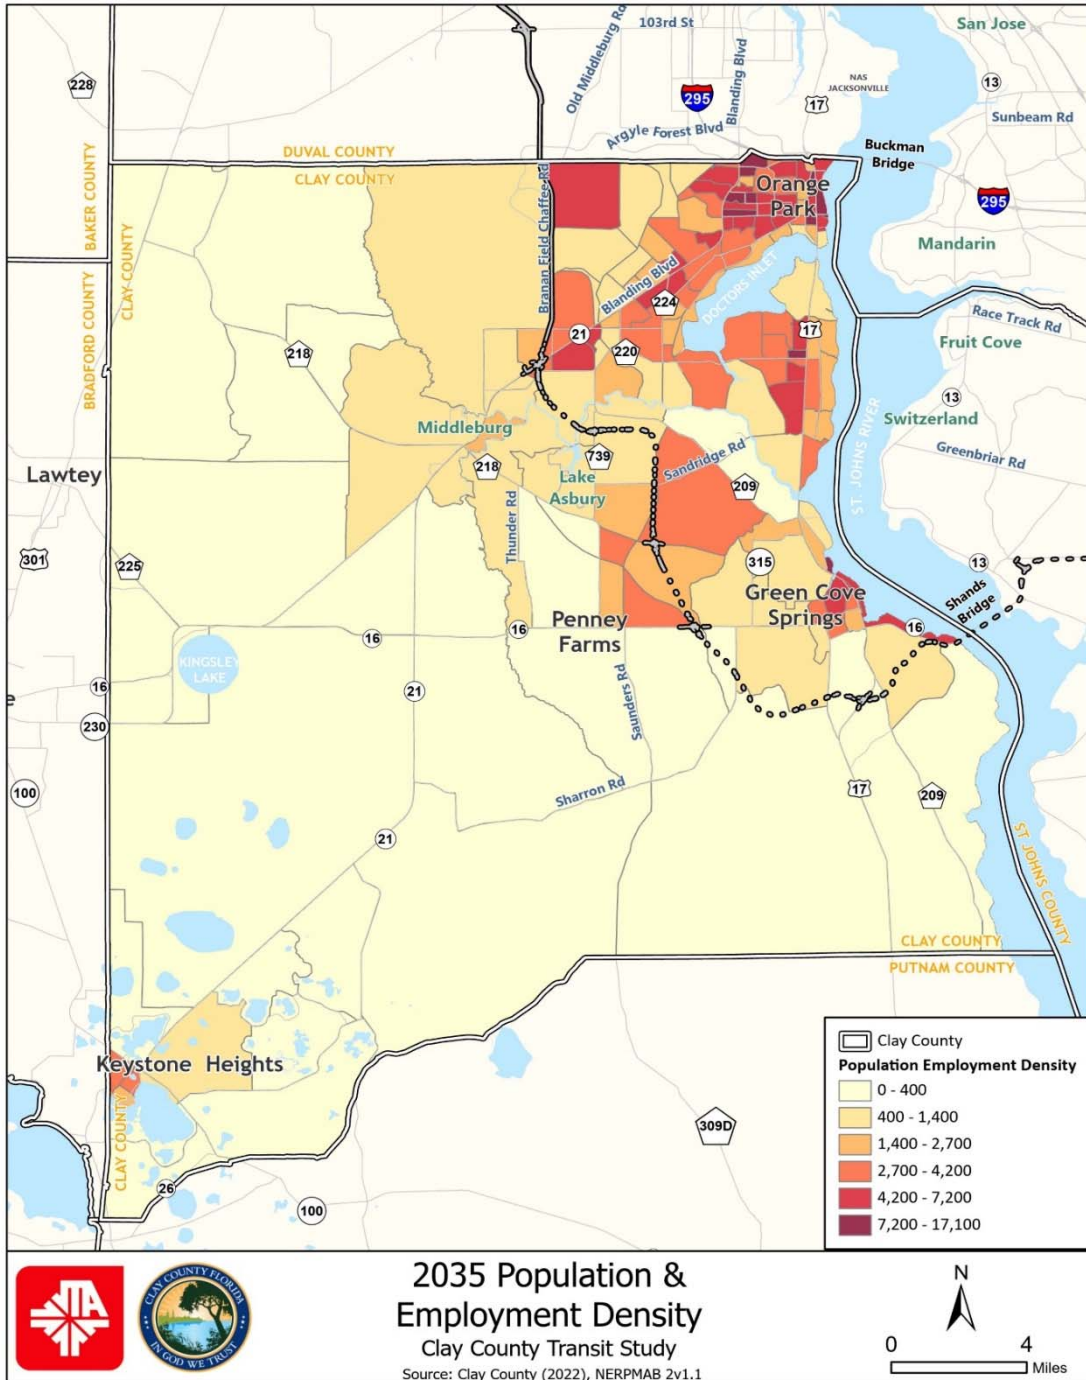 103rd St
Old Middleburg Rd
Blanding Blvd
San Jose
228
295
17
NAS
JACKSONVILLE
13
Sunbeam Rd
Argyle Forest Blvd
Buckman
Bridge
DUVAL COUNTY
CLAY COUNTY
BAKER COUNTY
CLAY COUNTY
BRADFORD COUNTY
Orange
Park
295
Mandarin
Branan Field Chaffee Rd
Blanding Blvd
DOCTORS INLET
224
21
220
17
218
Race Track Rd
Fruit Cove
13
Switzerland
Greenbriar Rd
ST. JOHNS RIVER
Middleburg
Lawtey
218
739
Lake
Asbury
Sandridge Rd
209
Thunder Rd
301
225
315
13
Green Cove
Springs
Shands
Bridge
Penney
Farms
16
16
16
KINGSLEY
LAKE
16
21
230
Saunders Rd
Sharron Rd
17
209
100
21
ST JOHNS COUNTY
CLAY COUNTY
PUTNAM COUNTY
Keystone Heights
CLAY COUNTY
26
100
309D
Clay County
Population Employment Density
0 - 400
400 - 1,400
1,400 - 2,700
2,700 - 4,200
4,200 - 7,200
7,200 - 17,100
JTA
CLAY COUNTY FLORIDA
IN GOD WE TRUST
2035 Population &
Employment Density
Clay County Transit Study
Source: Clay County (2022), NERPMAB 2v1.1
N
0 4
Miles